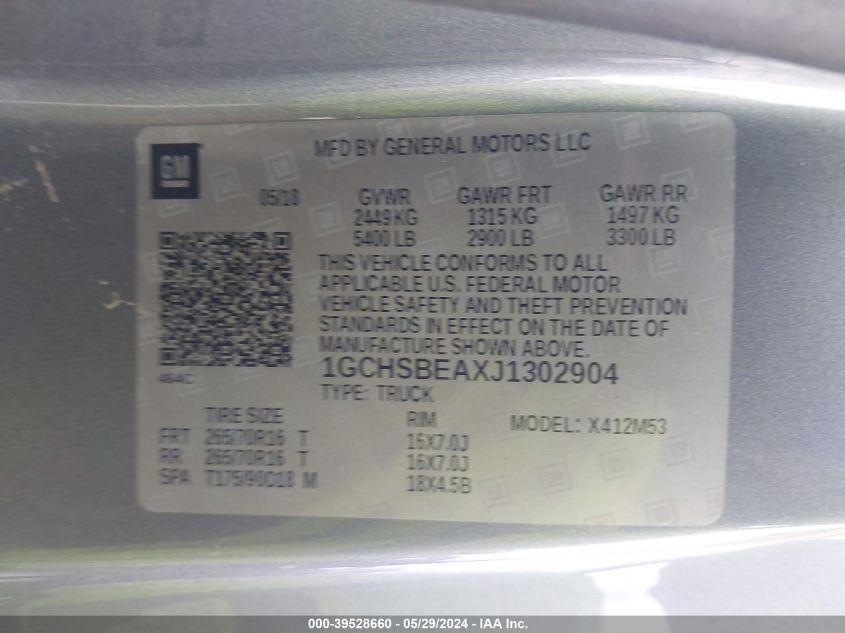 GM
MFD BY GENERAL MOTORS LLC
05/18 GVWR GAWR FRT GAWR RR
2449 KG 1315 KG 1497 KG
5400 LB 2900 LB 3300 LB
THIS VEHICLE CONFORMS TO ALL
APPLICABLE U.S. FEDERAL MOTOR
VEHICLE SAFETY AND THEFT PREVENTION
STANDARDS IN EFFECT ON THE DATE OF
MANUFACTURE SHOWN ABOVE.
1GCHSBEAXJ1302904
464C
TYPE: TRUCK
TIRE SIZE RIM MODEL: X412M53
FRT 265/70R16 T 16X7.0J
RR 265/70R16 T 16X7.0J
SPA T175/90D18 M 18X4.5B
000-39528660 - 05/29/2024 - IAA Inc.